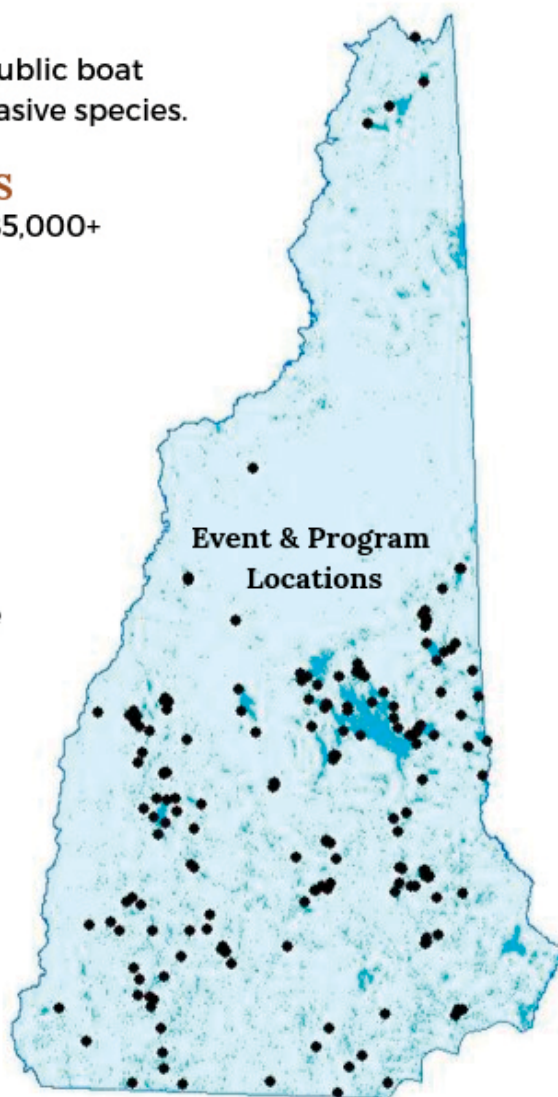 ublic boat
asive species.
S
5,000+
Event & Program
Locations
e